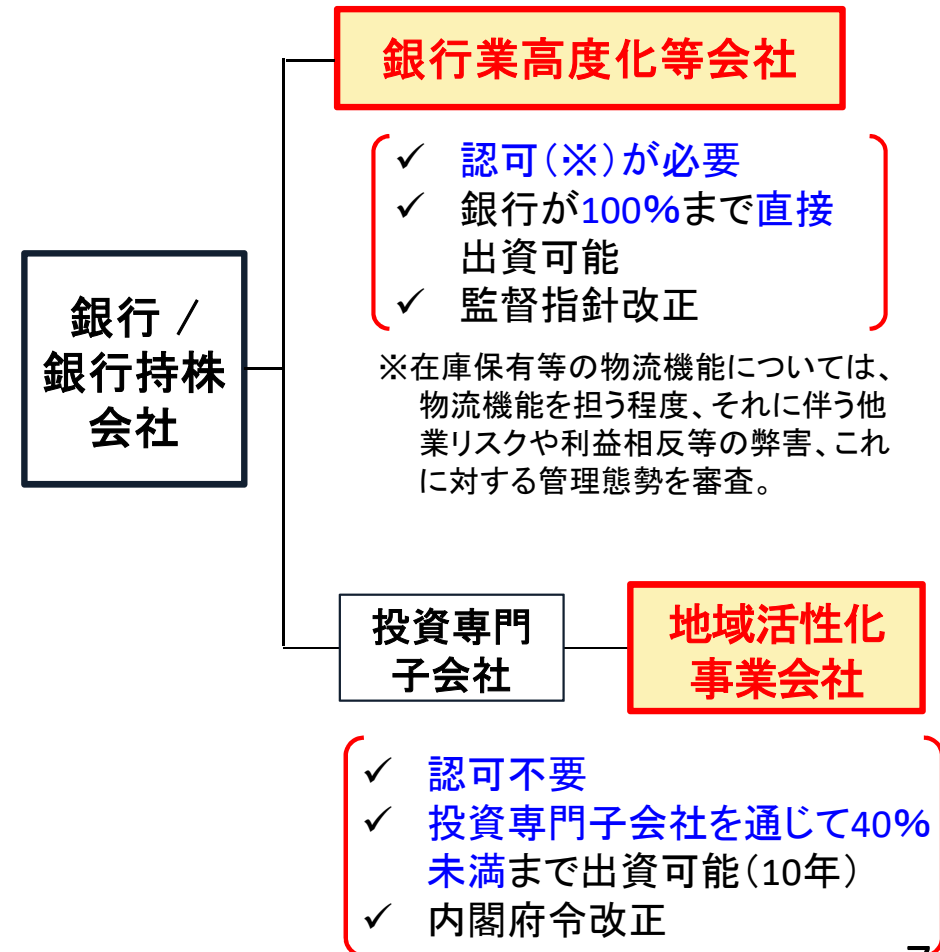 銀行業高度化等会社
✓ 認可(※)が必要
✓ 銀行が100%まで直接
出資可能
✓ 監督指針改正
銀行 /
銀行持株
会社
※在庫保有等の物流機能については、
物流機能を担う程度、それに伴う他
業リスクや利益相反等の弊害、これ
に対する管理態勢を審査。
投資専門
子会社
地域活性化
事業会社
✓ 認可不要
✓ 投資専門子会社を通じて40%
未満まで出資可能(10年)
✓ 内閣府令改正